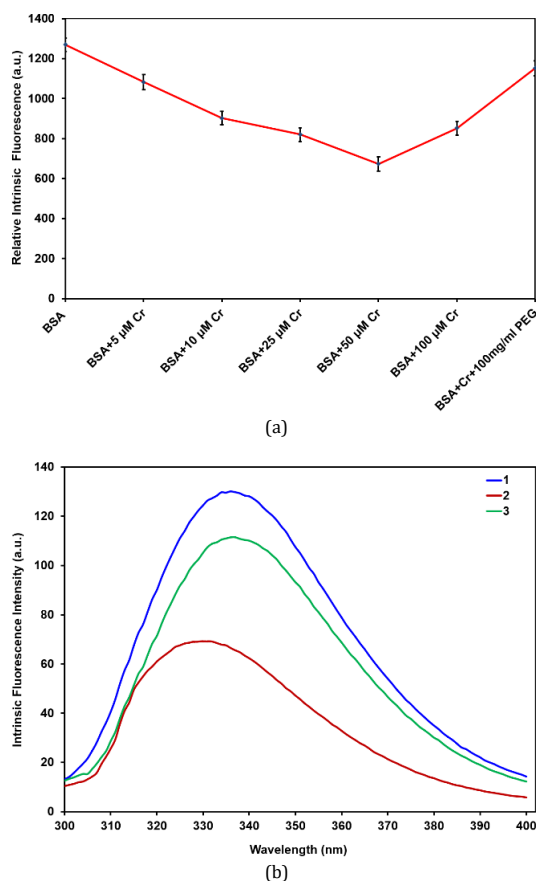 1400
1200
1000
800
600
400
200
0
Relative Intrinsic Fluorescence (a.u.)
BSA
BSA+5 µM Cr
BSA+10 µM Cr
BSA+25 µM Cr
BSA+50 µM Cr
BSA+100 µM Cr
BSA+Cr+100mg/ml PEG
(a)
140
120
100
80
60
40
20
0
Intrinsic Fluorescence Intensity (a.u.)
1
2
3
300 310 320 330 340 350 360 370 380 390 400
Wavelength (nm)
(b)